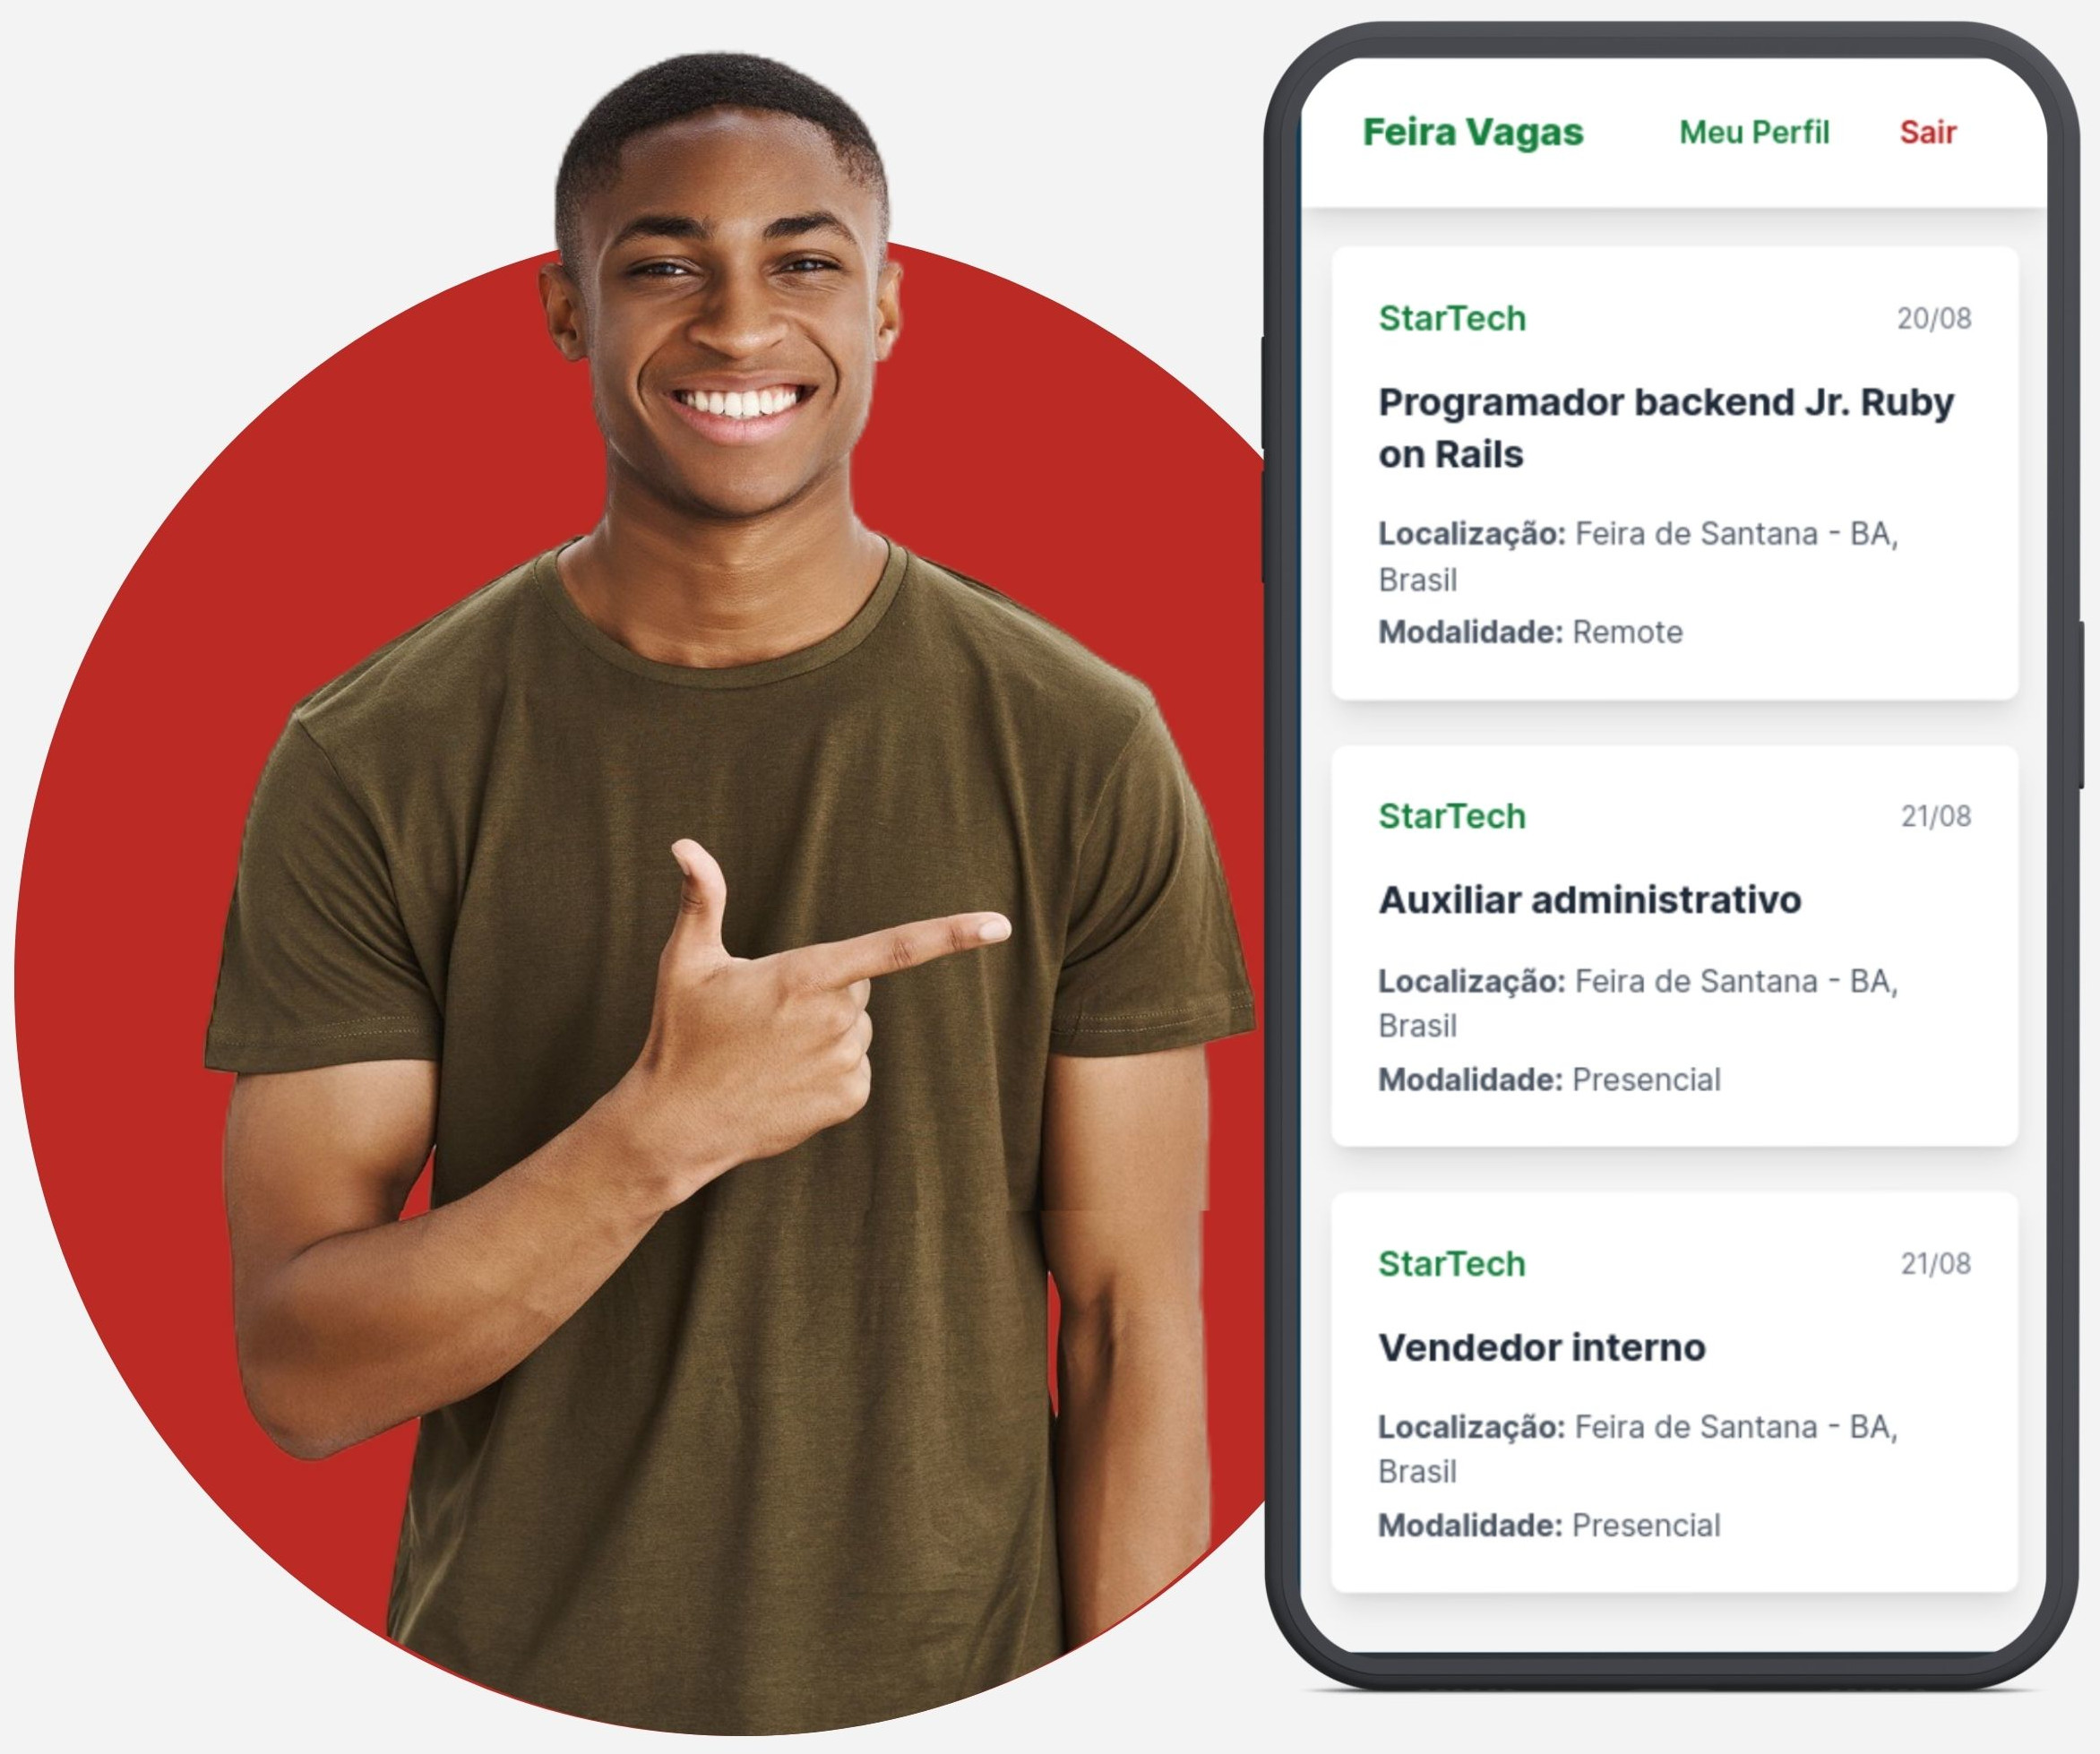 Feira Vagas Meu Perfil Sair
StarTech 20/08
Programador backend Jr. Ruby
on Rails
Localização: Feira de Santana - BA,
Brasil
Modalidade: Remote
StarTech 21/08
Auxiliar administrativo
Localização: Feira de Santana - BA,
Brasil
Modalidade: Presencial
StarTech 21/08
Vendedor interno
Localização: Feira de Santana - BA,
Brasil
Modalidade: Presencial